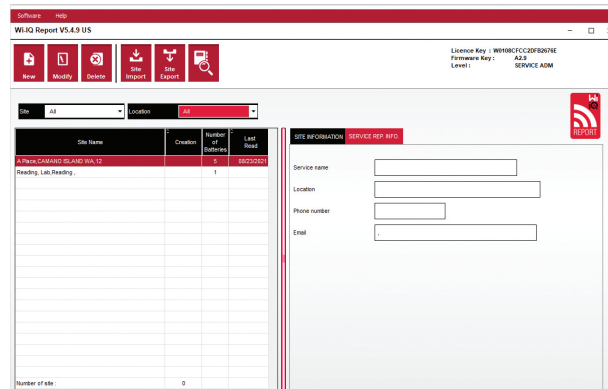 Software Help
Wi-IQ Report V5.4.9 US
New Modify Delete Site Import Site Export
Licence Key : W0108CFCC2DFB2676E
Firmware Key : A2.9
Level : SERVICE ADM
Site All Location All
Wi iQ
REPORT
Site Name Creation Number of Batteries Last Read
SITE INFORMATION SERVICE REP. INFO.
A Place,CAMANO ISLAND WA,12 5 08/23/2021
Reading, Lab,Reading , 1
Service name
Location
Phone number
Email ,
Number of site : 0